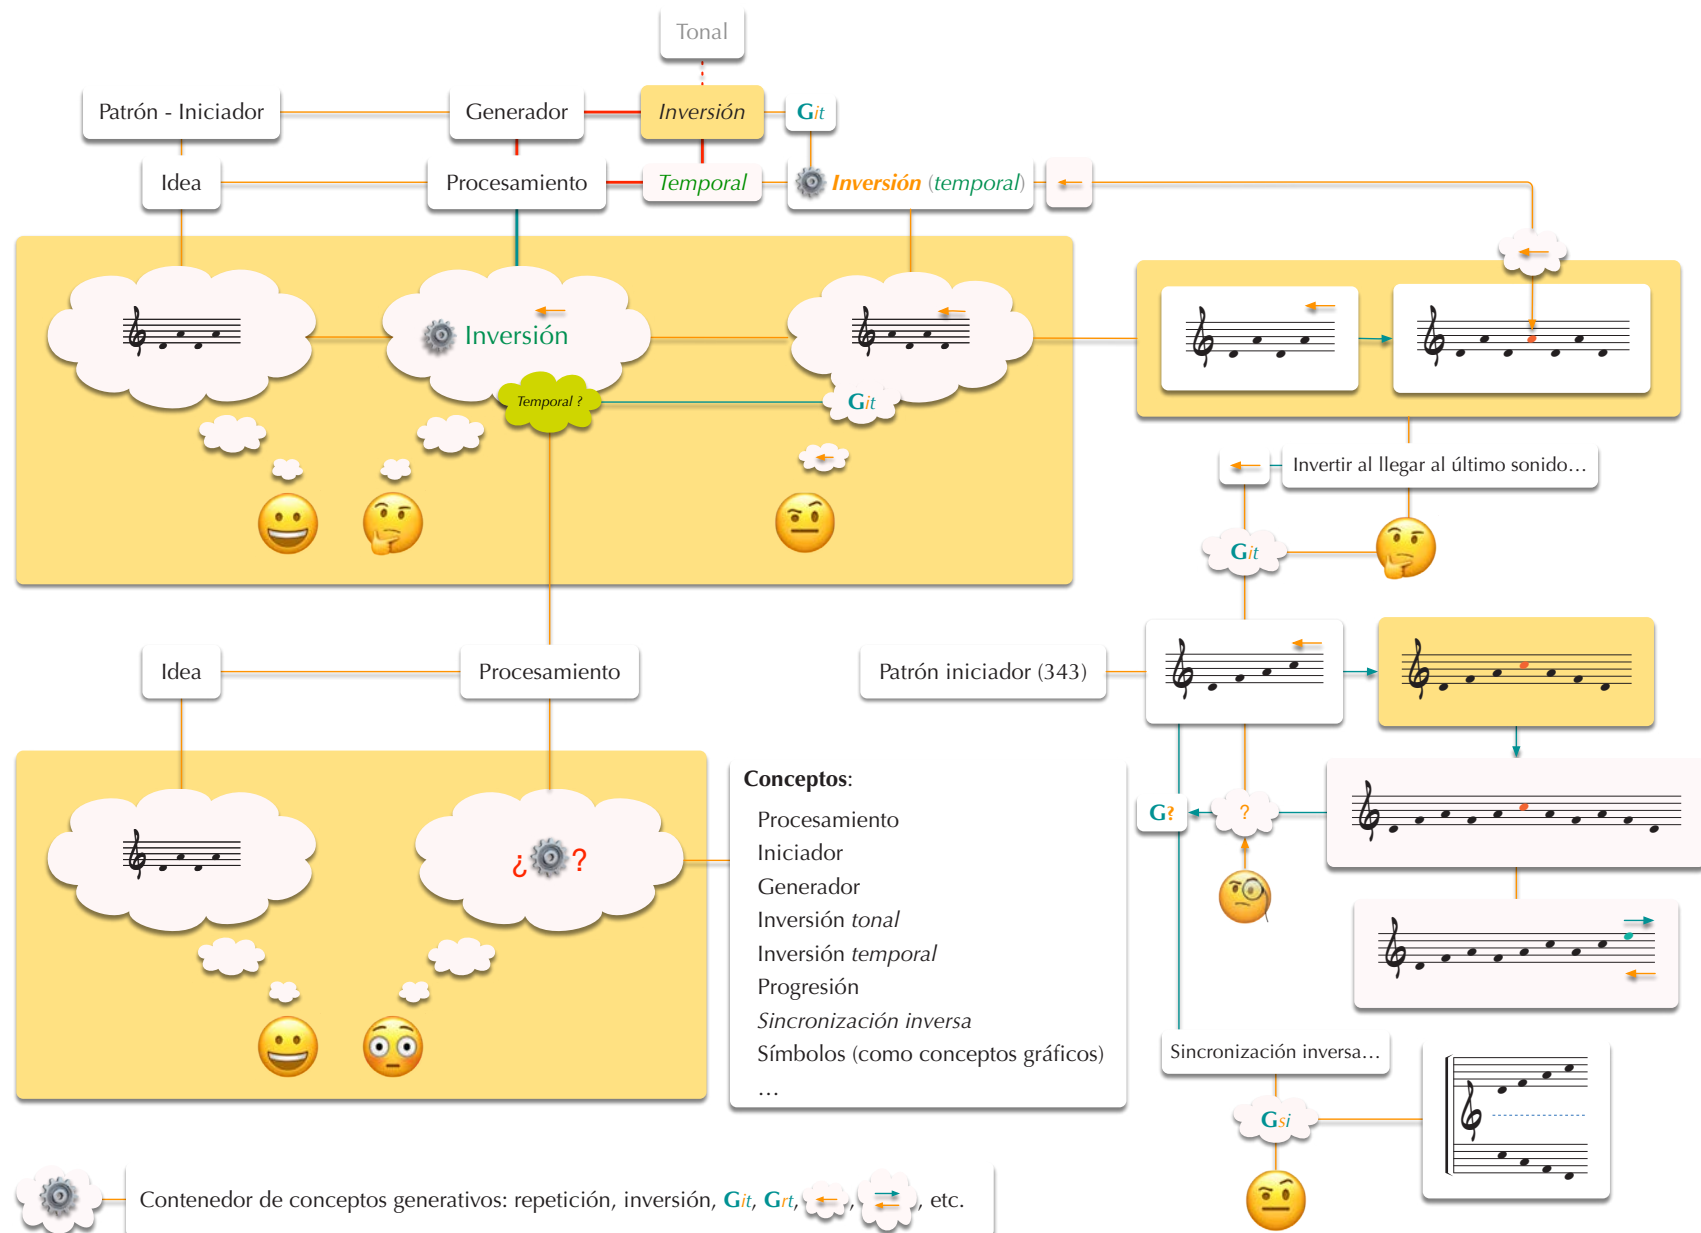 Tonal
Patrón - Iniciador
Generador
Inversión
Git
Idea
Procesamiento
Temporal
Inversión (temporal)
Inversión
Temporal ?
Git
Invertir al llegar al último sonido…
Git
Idea
Procesamiento
Patrón iniciador (343)
¿ ?
Conceptos:
Procesamiento
Iniciador
Generador
Inversión tonal
Inversión temporal
Progresión
Sincronización inversa
Símbolos (como conceptos gráficos)
…
G?
?
Sincronización inversa…
Gsi
Contenedor de conceptos generativos: repetición, inversión, Git, Grt, , , etc.